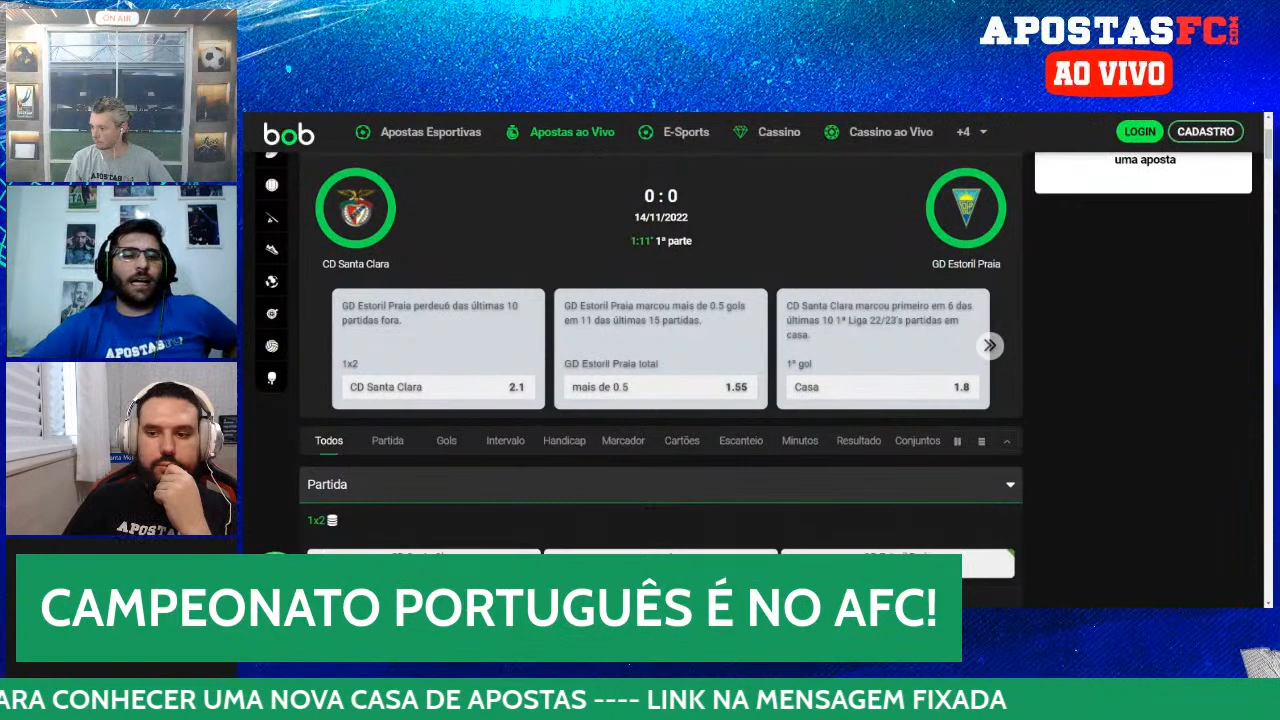 ON AIR
APOSTASFC.COM
AO VIVO
bob
Apostas Esportivas
Apostas ao Vivo
E-Sports
Cassino
Cassino ao Vivo
+4
LOGIN
CADASTRO
uma aposta
0 : 0
14/11/2022
1:11' 1ª parte
CD Santa Clara
GD Estoril Praia
GD Estoril Praia perdeu6 das últimas 10
partidas fora.
1x2
CD Santa Clara 2.1
GD Estoril Praia marcou mais de 0.5 gols
em 11 das últimas 15 partidas.
GD Estoril Praia total
mais de 0.5 1.55
CD Santa Clara marcou primeiro em 6 das
últimas 10 1ª Liga 22/23's partidas em
casa.
1ª gol
Casa 1.8
Todos
Partida
Gols
Intervalo
Handicap
Marcador
Cartões
Escanteio
Minutos
Resultado
Conjuntos
Partida
1x2
APOSTAS
APOSTASF
APOSTAS
CAMPEONATO PORTUGUÊS É NO AFC!
ARA CONHECER UMA NOVA CASA DE APOSTAS ---- LINK NA MENSAGEM FIXADA